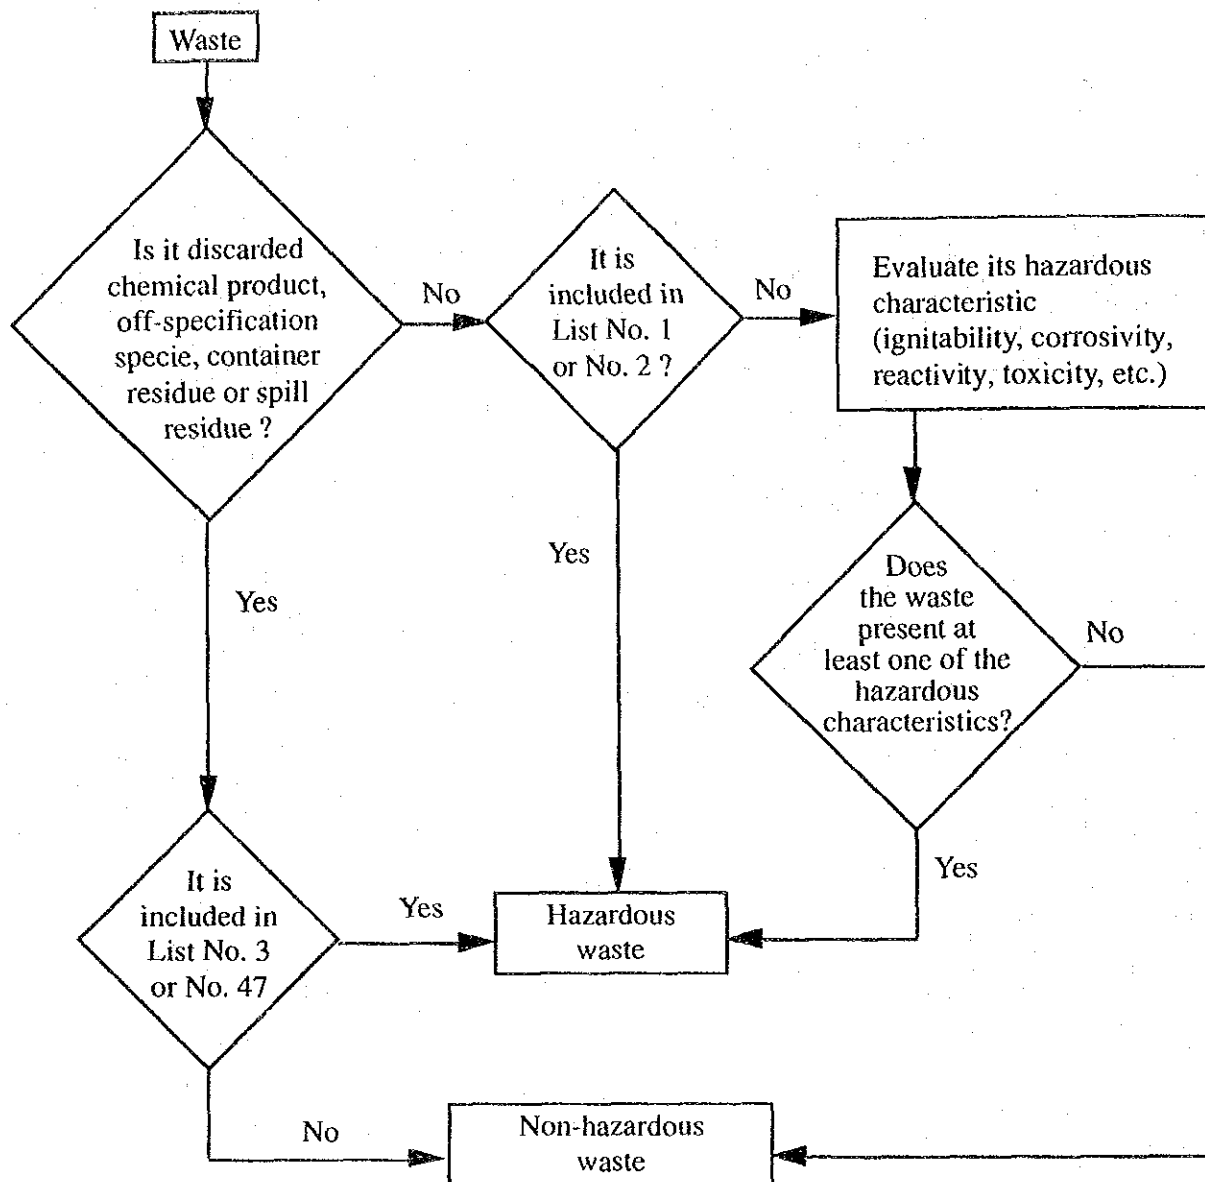 Waste
Is it discarded
chemical product,
off-specification
specie, container
residue or spill
residue ?
No
It is
included in
List No. 1
or No. 2 ?
No
Evaluate its hazardous
characteristic
(ignitability, corrosivity,
reactivity, toxicity, etc.)
Yes
Yes
Does
the waste
present at
least one of the
hazardous
characteristics?
No
Yes
It is
included in
List No. 3
or No. 47
Yes
Hazardous
waste
No
Non-hazardous
waste